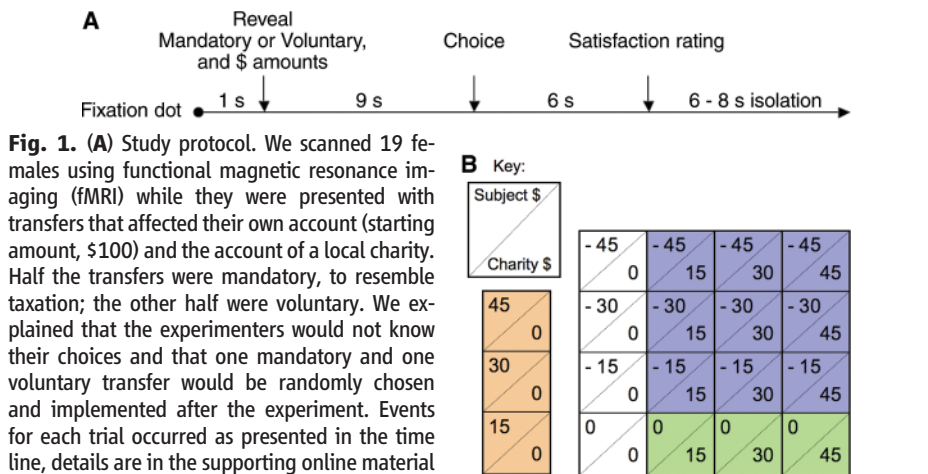 A
Reveal
Mandatory or Voluntary,
and $ amounts
Choice
Satisfaction rating
Fixation dot
1 s
9 s
6 s
6 - 8 s isolation
Fig. 1. (A) Study protocol. We scanned 19 fe-
males using functional magnetic resonance im-
aging (fMRI) while they were presented with
transfers that affected their own account (starting
amount, $100) and the account of a local charity.
Half the transfers were mandatory, to resemble
taxation; the other half were voluntary. We ex-
plained that the experimenters would not know
their choices and that one mandatory and one
voluntary transfer would be randomly chosen
and implemented after the experiment. Events
for each trial occurred as presented in the time
line, details are in the supporting online material
B Key:
Subject $
Charity $
45
0
30
0
15
0
- 45 - 45 - 45 - 45
0 15 30 45
- 30 - 30 - 30 - 30
0 15 30 45
- 15 - 15 - 15 - 15
0 15 30 45
0 0 0 0
0 15 30 45